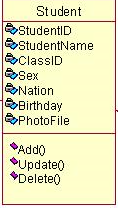 Student
StudentID
StudentName
ClassID
Sex
Nation
Birthday
PhotoFile
Add()
Update()
Delete()